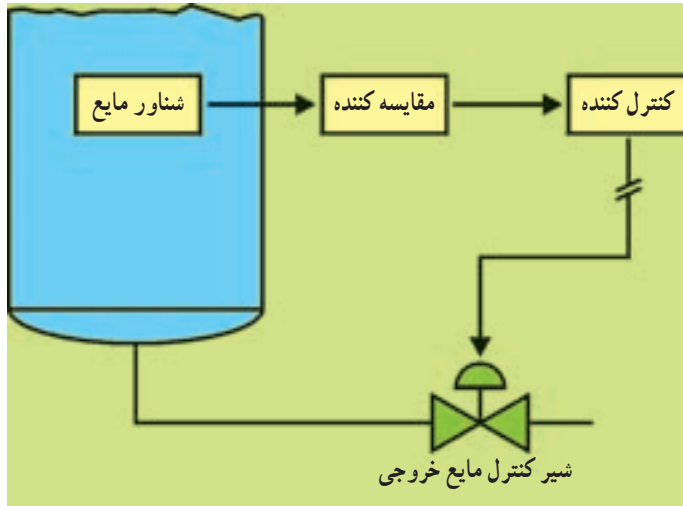 شناور مایع
مقایسه کننده
کنترل کننده
شیر کنترل مایع خروجی